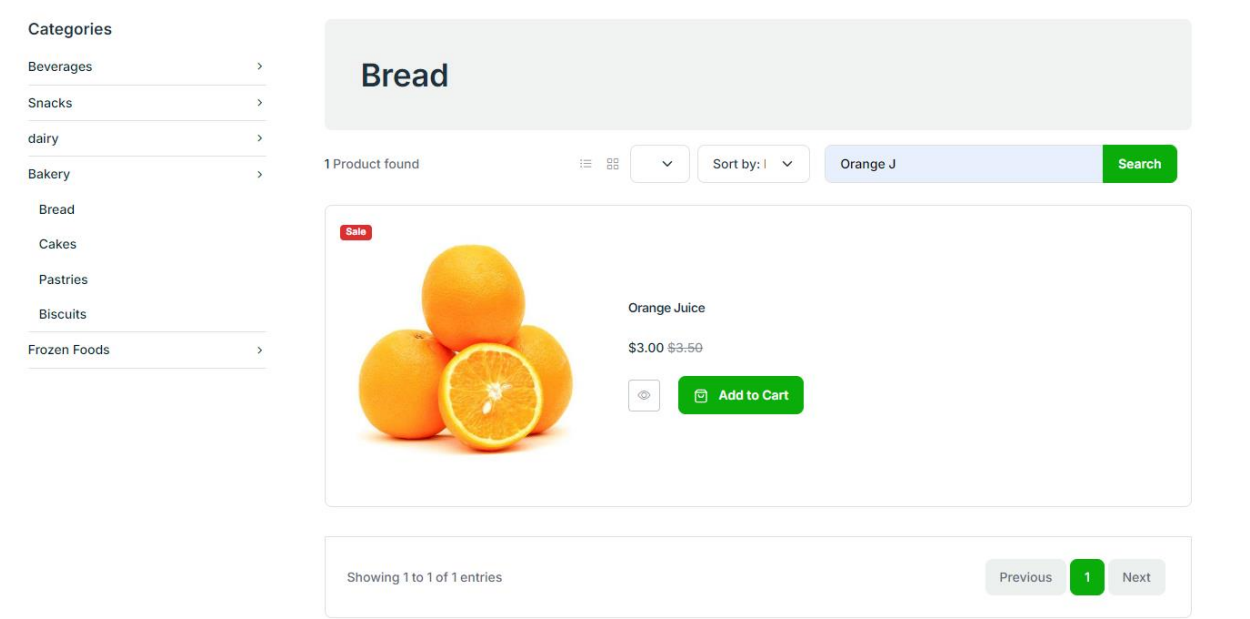 Categories
Beverages
Snacks
dairy
Bakery
Bread
Cakes
Pastries
Biscuits
Frozen Foods
Bread
1 Product found
Sort by:
Orange J
Search
Sale
Orange Juice
$3.00 $3.50
Add to Cart
Showing 1 to 1 of 1 entries
Previous 1 Next